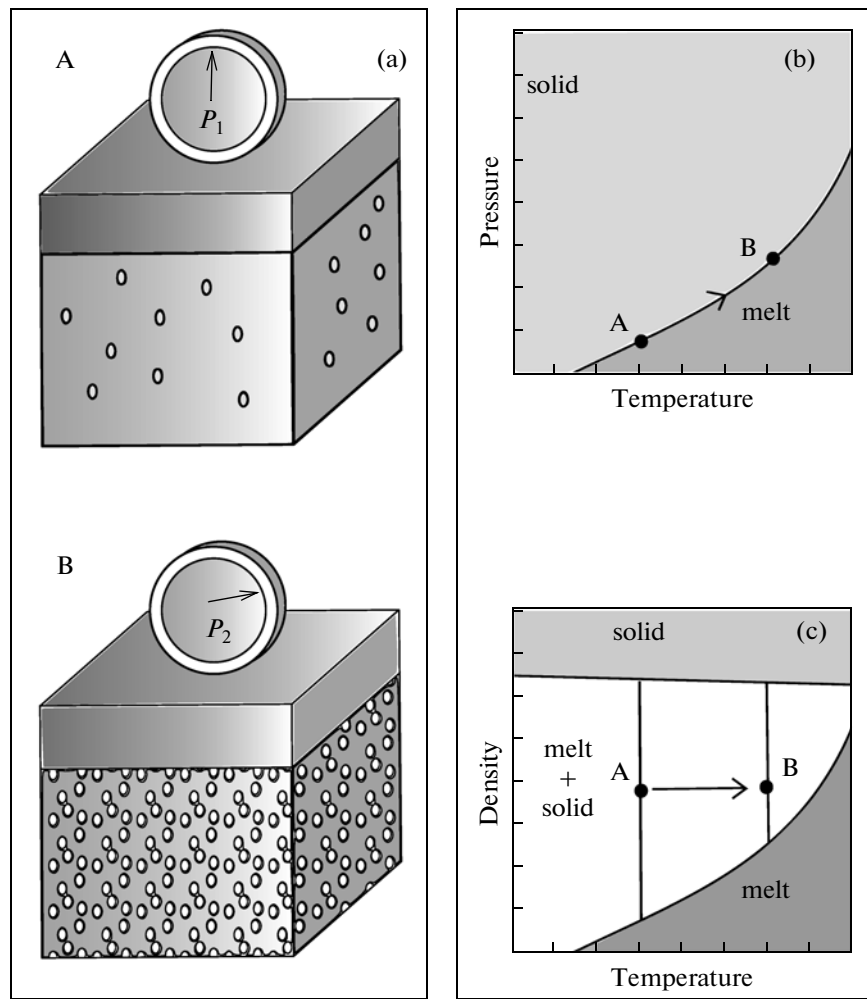 A
(a)
P1
B
P2
(b)
solid
Pressure
B
A
melt
Temperature
(c)
solid
Density
melt
+
solid
A
B
melt
Temperature